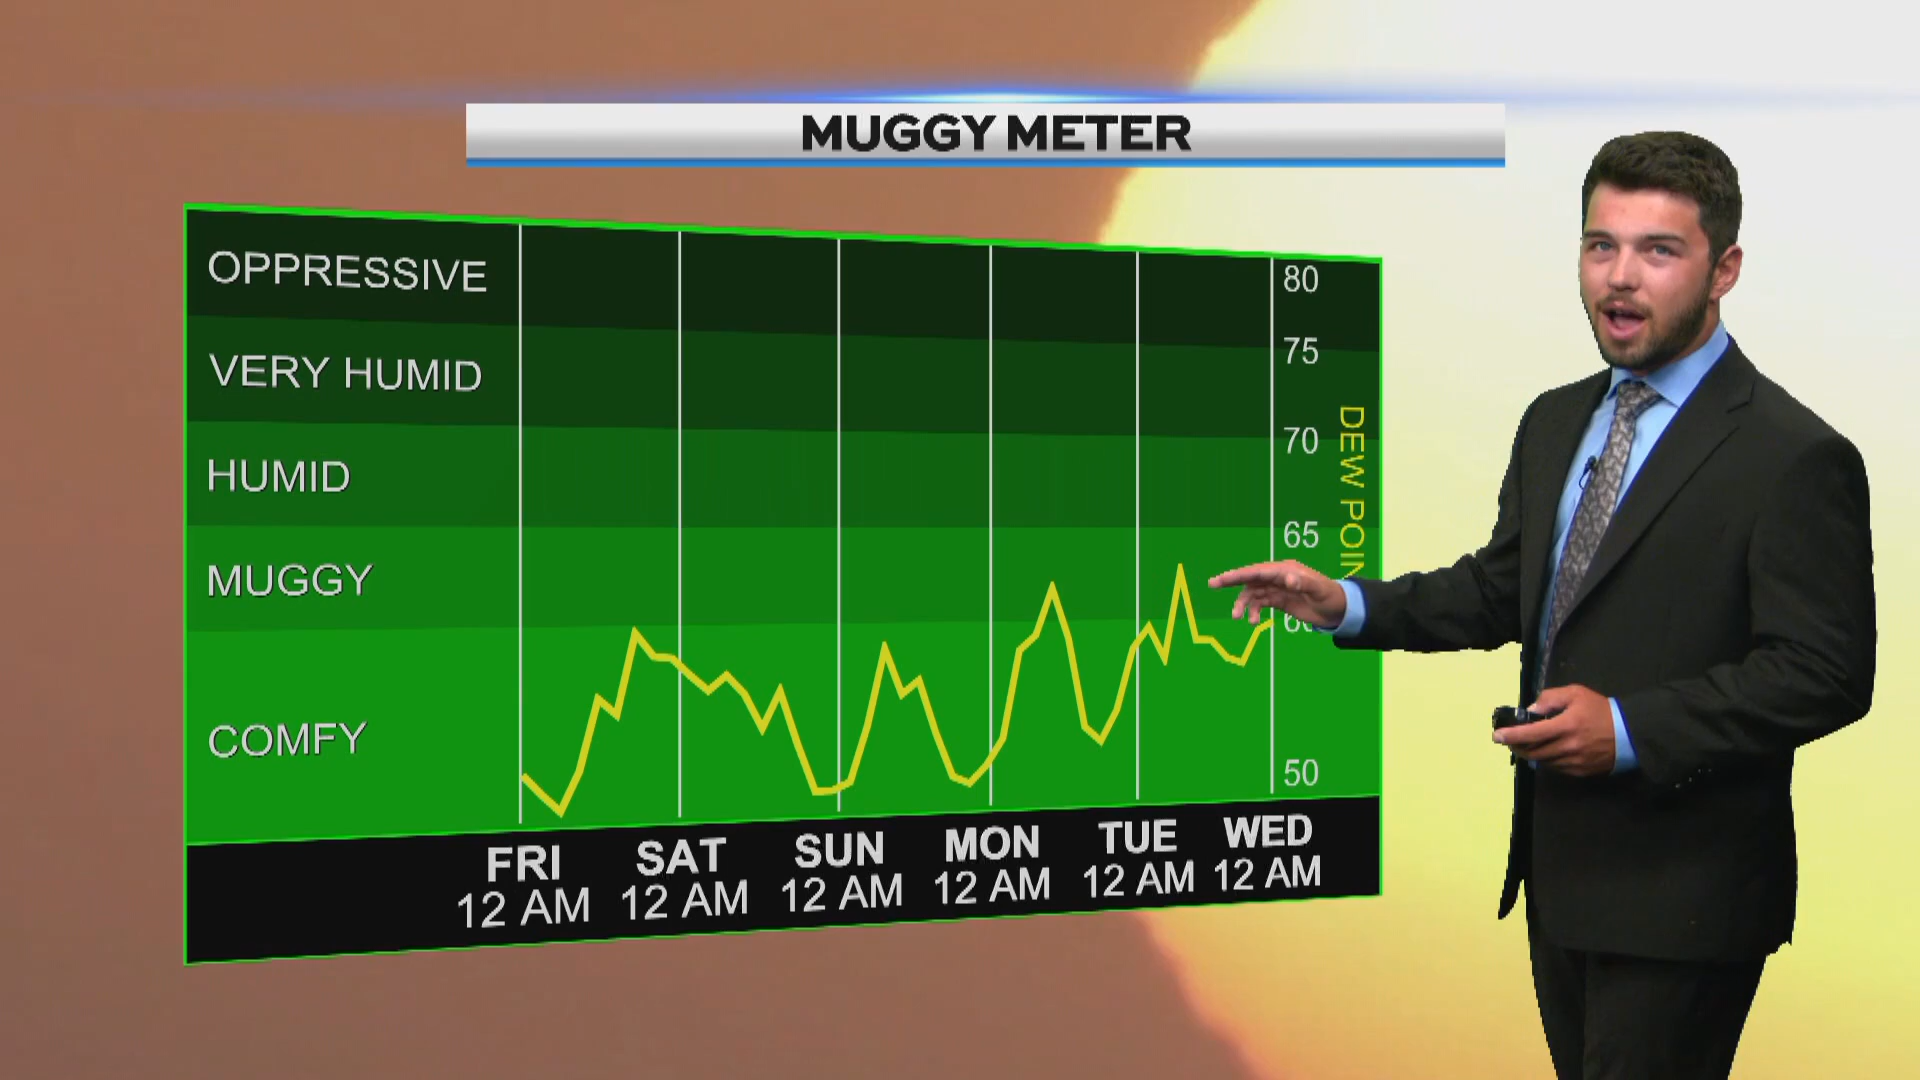 MUGGY METER
OPPRESSIVE
VERY HUMID
HUMID
MUGGY
COMFY
80
75
70
65
50
DEW
FRI
12 AM
SAT
12 AM
SUN
12 AM
MON
12 AM
TUE
12 AM
WED
12 AM